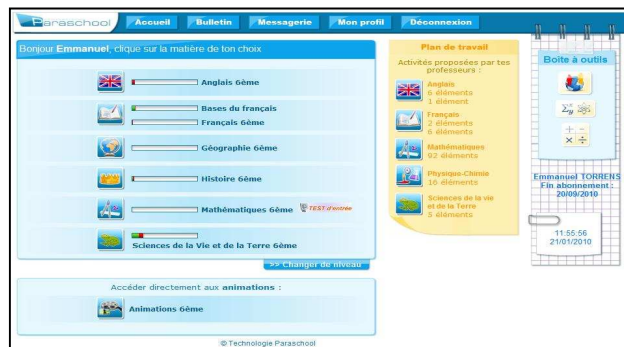 Paraschool
Accueil
Bulletin
Messagerie
Mon profil
Déconnexion
Bonjour Emmanuel, clique sur la matière de ton choix
Anglais 6ème
Bases du français
Français 6ème
Géographie 6ème
Histoire 6ème
Mathématiques 6ème TEST d'entrée
Sciences de la Vie et de la Terre 6ème
>> Changer de niveau
Accéder directement aux animations :
Animations 6ème
© Technologie Paraschool
Plan de travail
Activités proposées par tes
professeurs :
Anglais
6 éléments
1 élément
Français
2 éléments
6 éléments
Mathématiques
92 éléments
Physique-Chimie
16 éléments
Sciences de la vie
et de la Terre
5 éléments
Boite à outils
Emmanuel TORRENS
Fin abonnement :
20/09/2010
11:55:56
21/01/2010